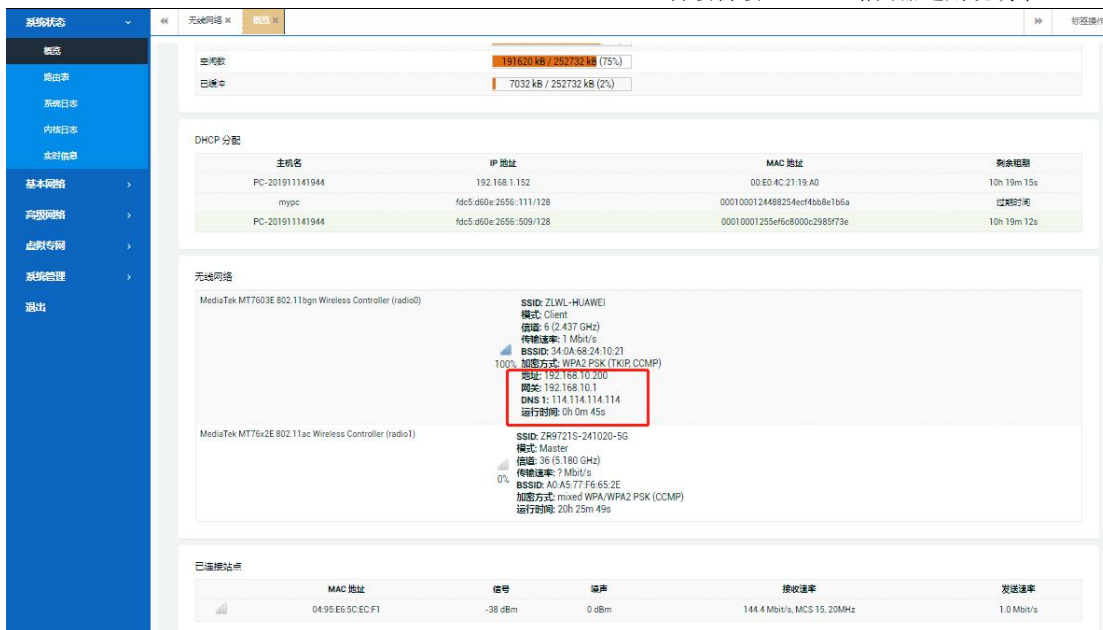 系统状态
无线网络 ×
概览 ×
标签操作
概览
路由表
系统日志
内核日志
实时信息
基本网络
高级网络
虚拟专网
系统管理
退出
空闲数
191620 kB / 252732 kB (75%)
已缓冲
7032 kB / 252732 kB (2%)
DHCP 分配
主机名 IP 地址 MAC 地址 剩余租期
PC-201911141944 192.168.1.152 00:E0:4C:21:19:A0 10h 19m 15s
mypc fdc5:d60e:2656::111/128 0001000124488254ecf4bb8e1b6a 过期时间
PC-201911141944 fdc5:d60e:2656::509/128 00010001255ef6c8000c2985f73e 10h 19m 12s
无线网络
MediaTek MT7603E 802.11bgn Wireless Controller (radio0)
SSID: ZLWL-HUAWEI
模式: Client
信道: 6 (2.437 GHz)
传输速率: 1 Mbit/s
BSSID: 34:0A:68:24:10:21
100% 加密方式: WPA2 PSK (TKIP, CCMP)
地址: 192.168.10.200
网关: 192.168.10.1
DNS 1: 114.114.114.114
运行时间: 0h 0m 45s
MediaTek MT76x2E 802.11ac Wireless Controller (radio1)
SSID: ZR9721S-241020-5G
模式: Master
信道: 36 (5.180 GHz)
传输速率: ? Mbit/s
0% BSSID: A0:A5:77:F6:65:2E
加密方式: mixed WPA/WPA2 PSK (CCMP)
运行时间: 20h 25m 49s
已连接站点
MAC 地址 信号 噪声 接收速率 发送速率
04:95:E6:5C:EC:F1 -38 dBm 0 dBm 144.4 Mbit/s, MCS 15, 20MHz 1.0 Mbit/s